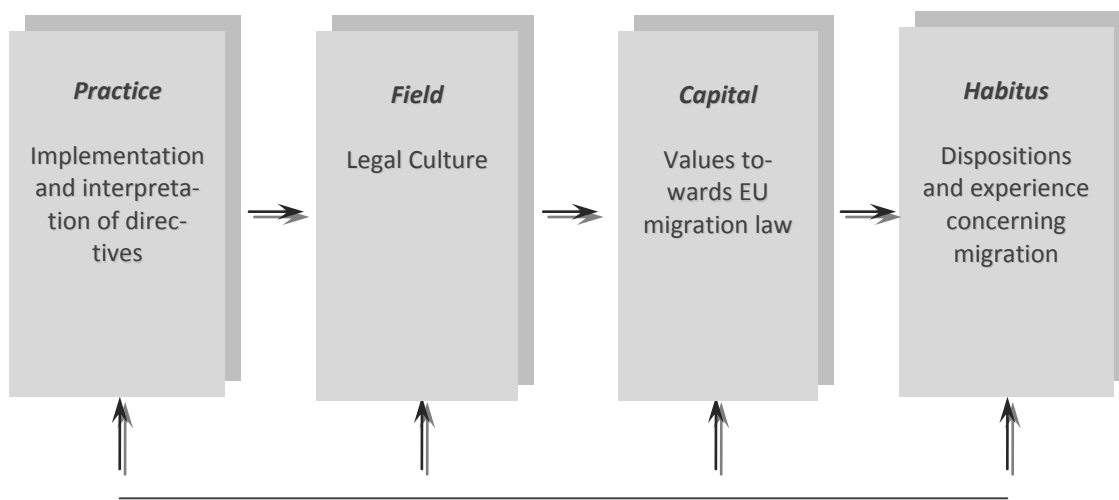 Practice
Implementation
and interpreta-
tion of direc-
tives
Field
Legal Culture
Capital
Values to-
wards EU
migration law
Habitus
Dispositions
and experience
concerning
migration